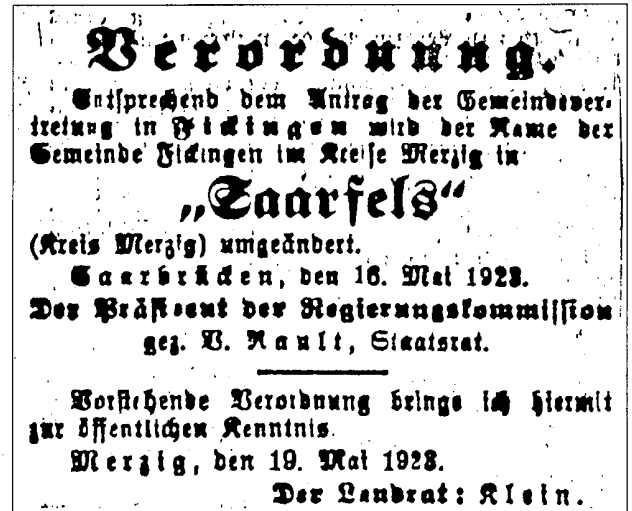 Verordnung.
Entsprechend dem Antrag der Gemeindever-
tretung in Fickingen wird der Name der
Gemeinde Fickingen im Kreise Merzig in
„Saarfels“
(Kreis Merzig) umgeändert.
Saarbrücken, den 16. Mai 1923.
Der Präsident der Regierungskommission
gez. V. Rault, Staatsrat.
Vorstehende Verordnung bringe ich hiermit
zur öffentlichen Kenntnis.
Merzig, den 19. Mai 1923.
Der Landrat: Klein.